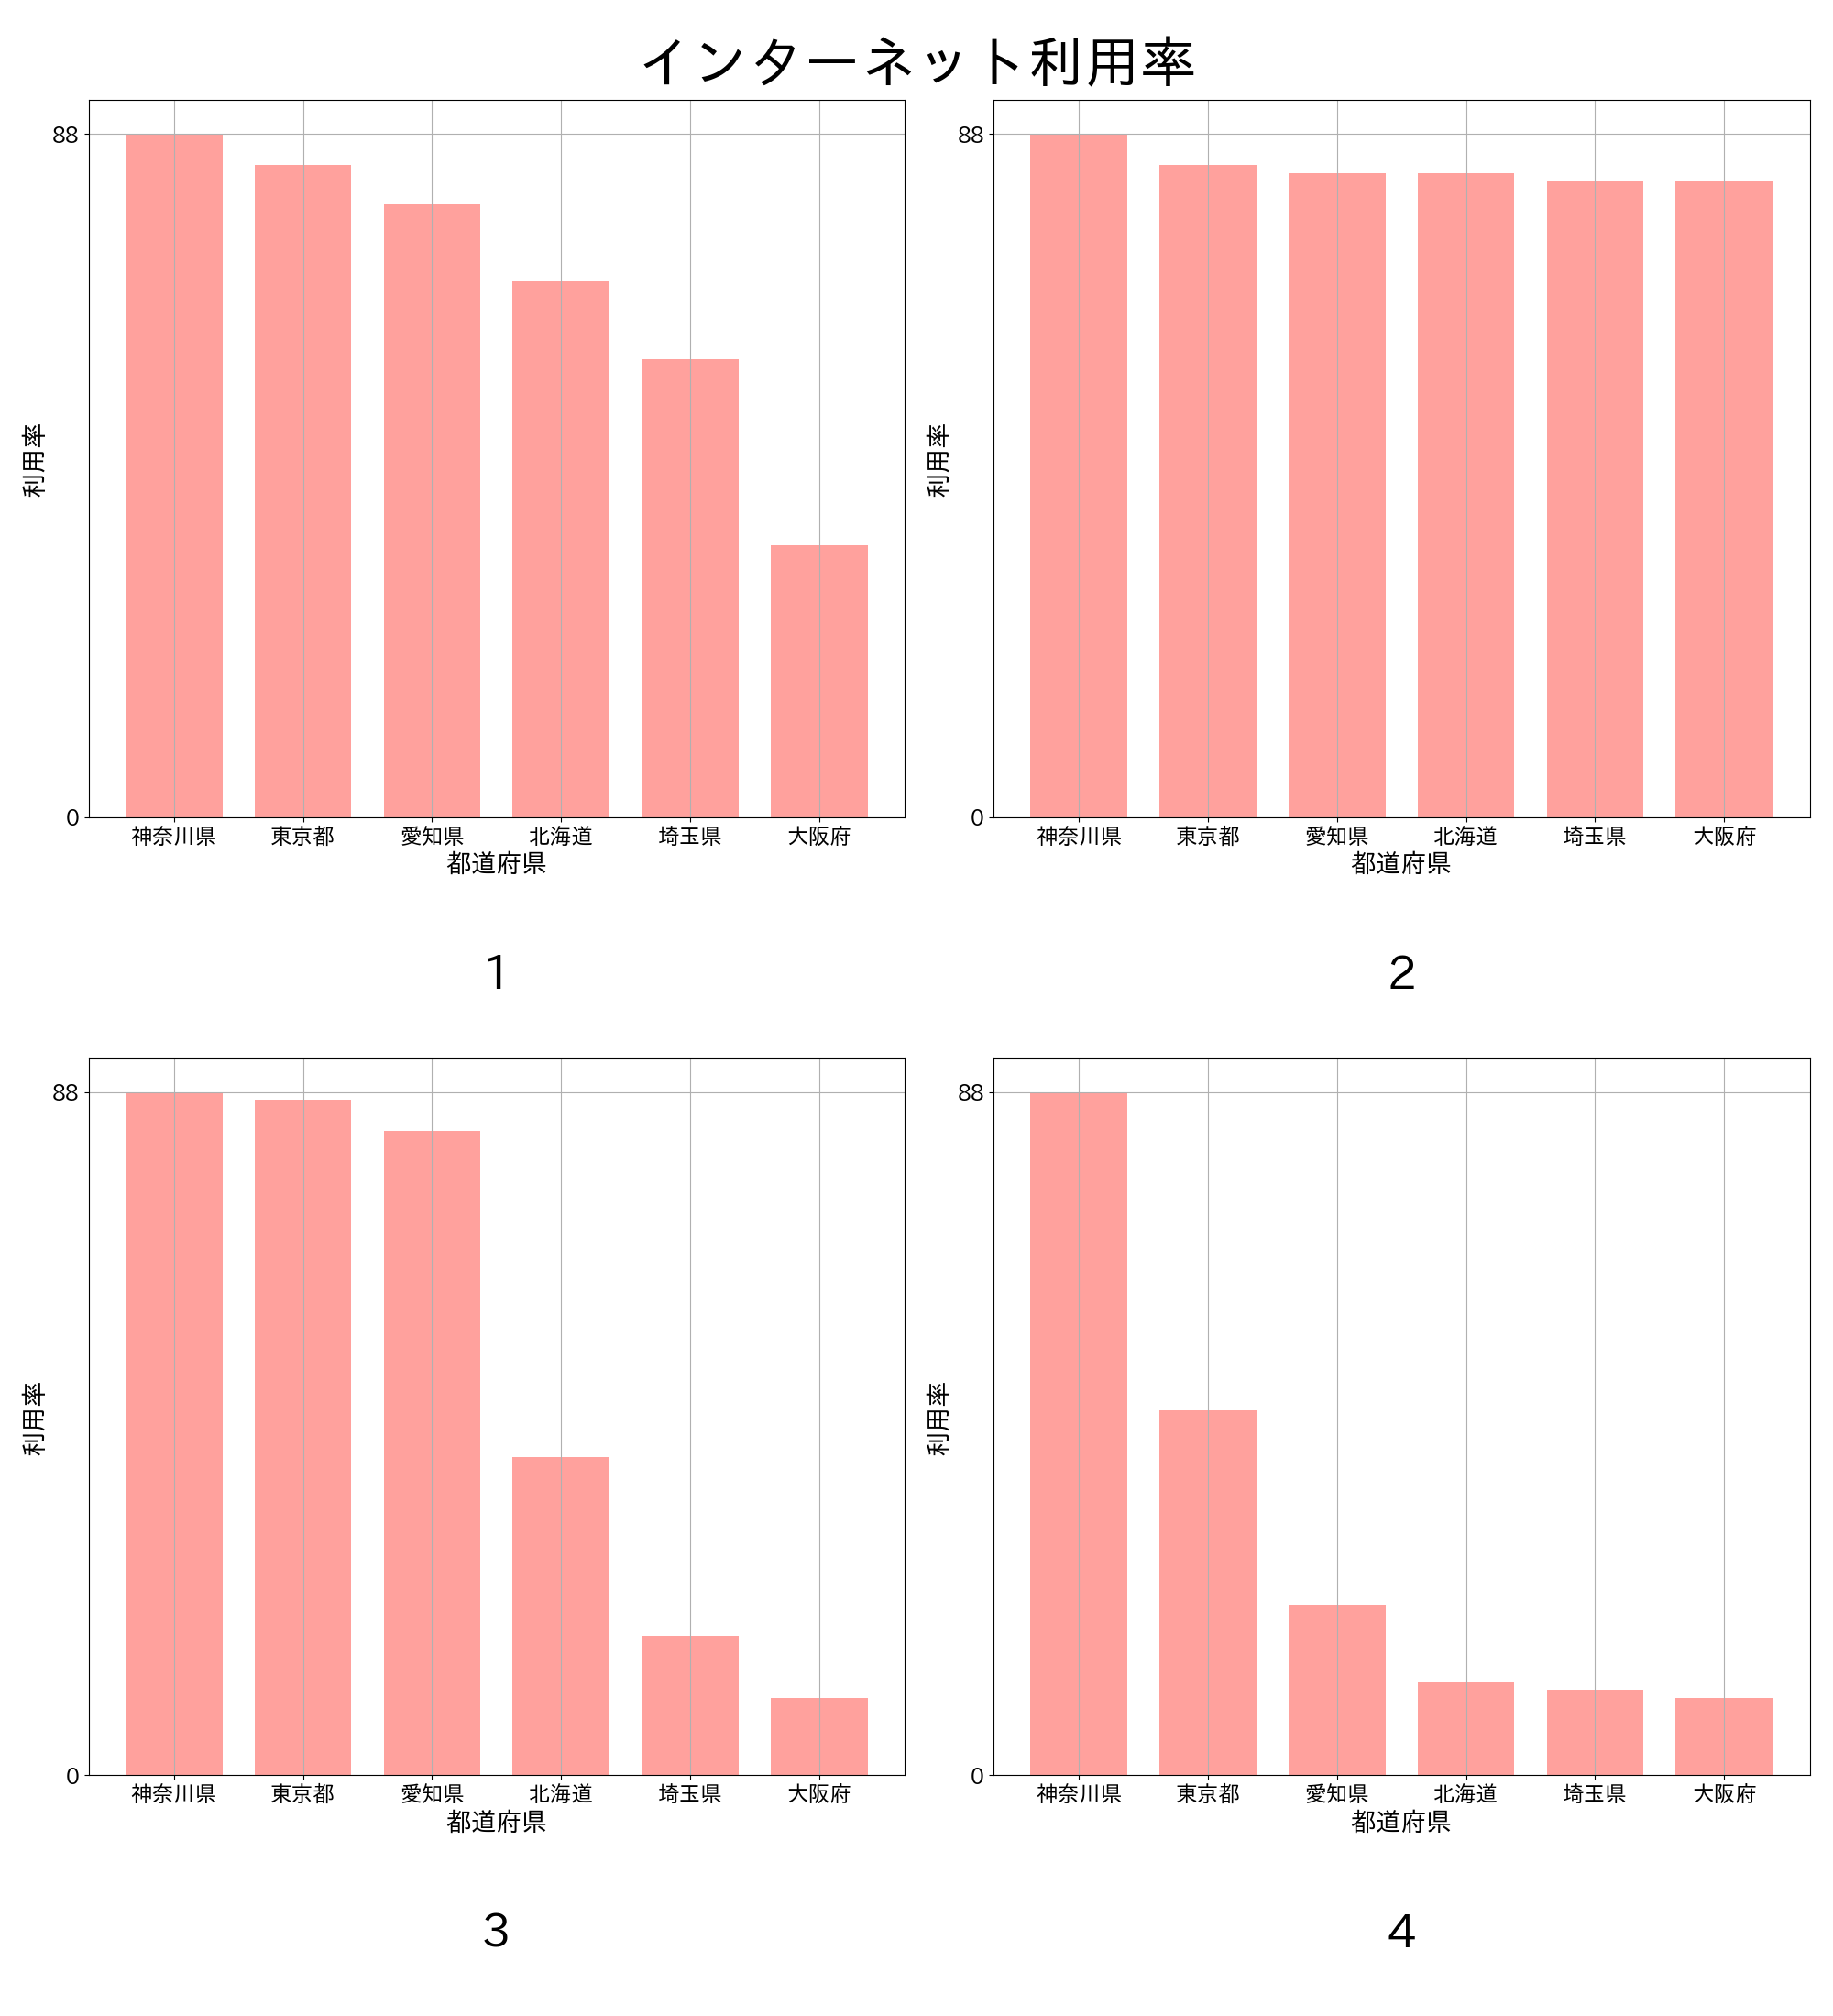 インターネット利用率
88
0
利用率
神奈川県 東京都 愛知県 北海道 埼玉県 大阪府
都道府県
1
88
0
利用率
神奈川県 東京都 愛知県 北海道 埼玉県 大阪府
都道府県
2
88
0
利用率
神奈川県 東京都 愛知県 北海道 埼玉県 大阪府
都道府県
3
88
0
利用率
神奈川県 東京都 愛知県 北海道 埼玉県 大阪府
都道府県
4